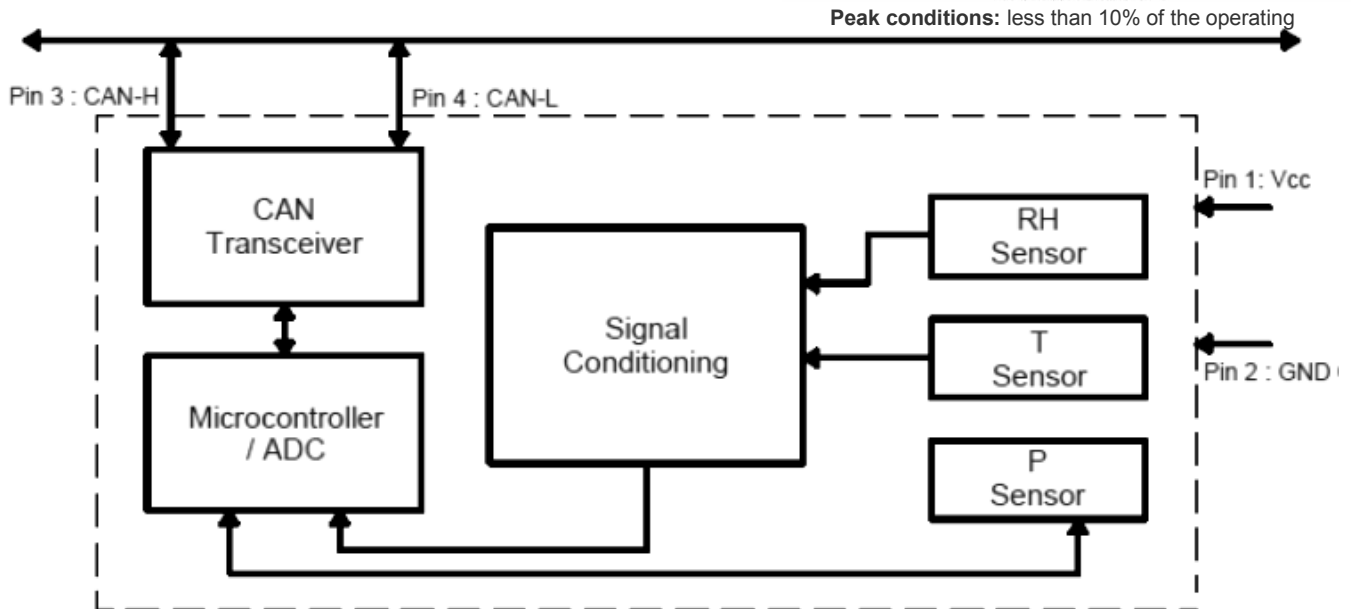 Peak conditions: less than 10% of the operating
Pin 3 : CAN-H
Pin 4 : CAN-L
CAN
Transceiver
Pin 1: Vcc
RH
Sensor
Signal
Conditioning
T
Sensor
Pin 2 : GND
Microcontroller
/ ADC
P
Sensor